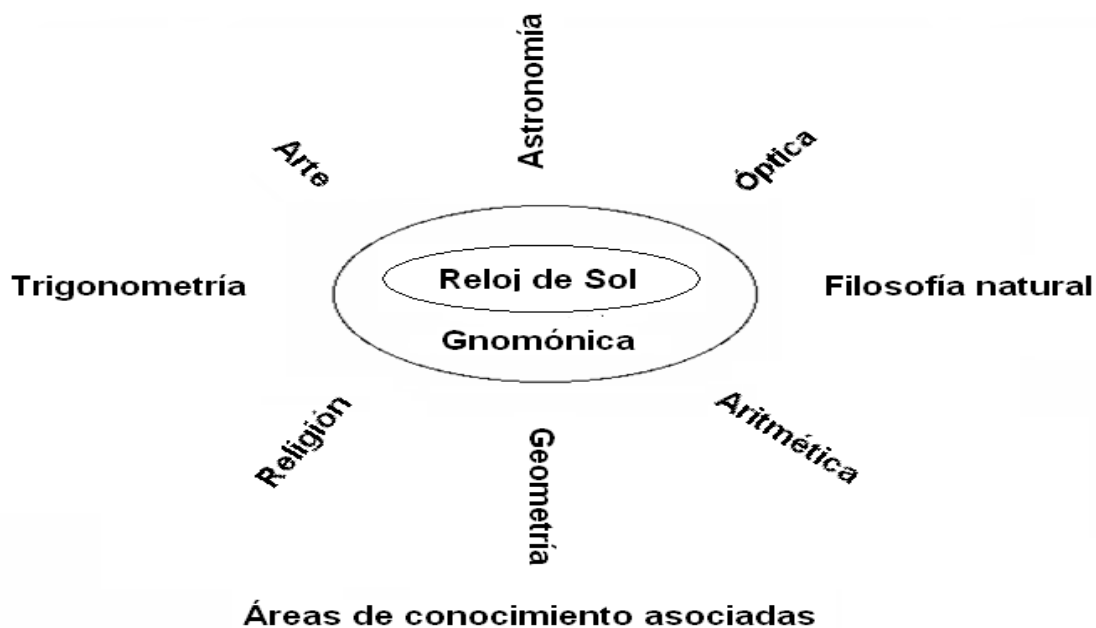 Astronomía
Arte
Óptica
Trigonometría
Reloj de Sol
Filosofía natural
Gnomónica
Religión
Aritmética
Geometría
Áreas de conocimiento asociadas